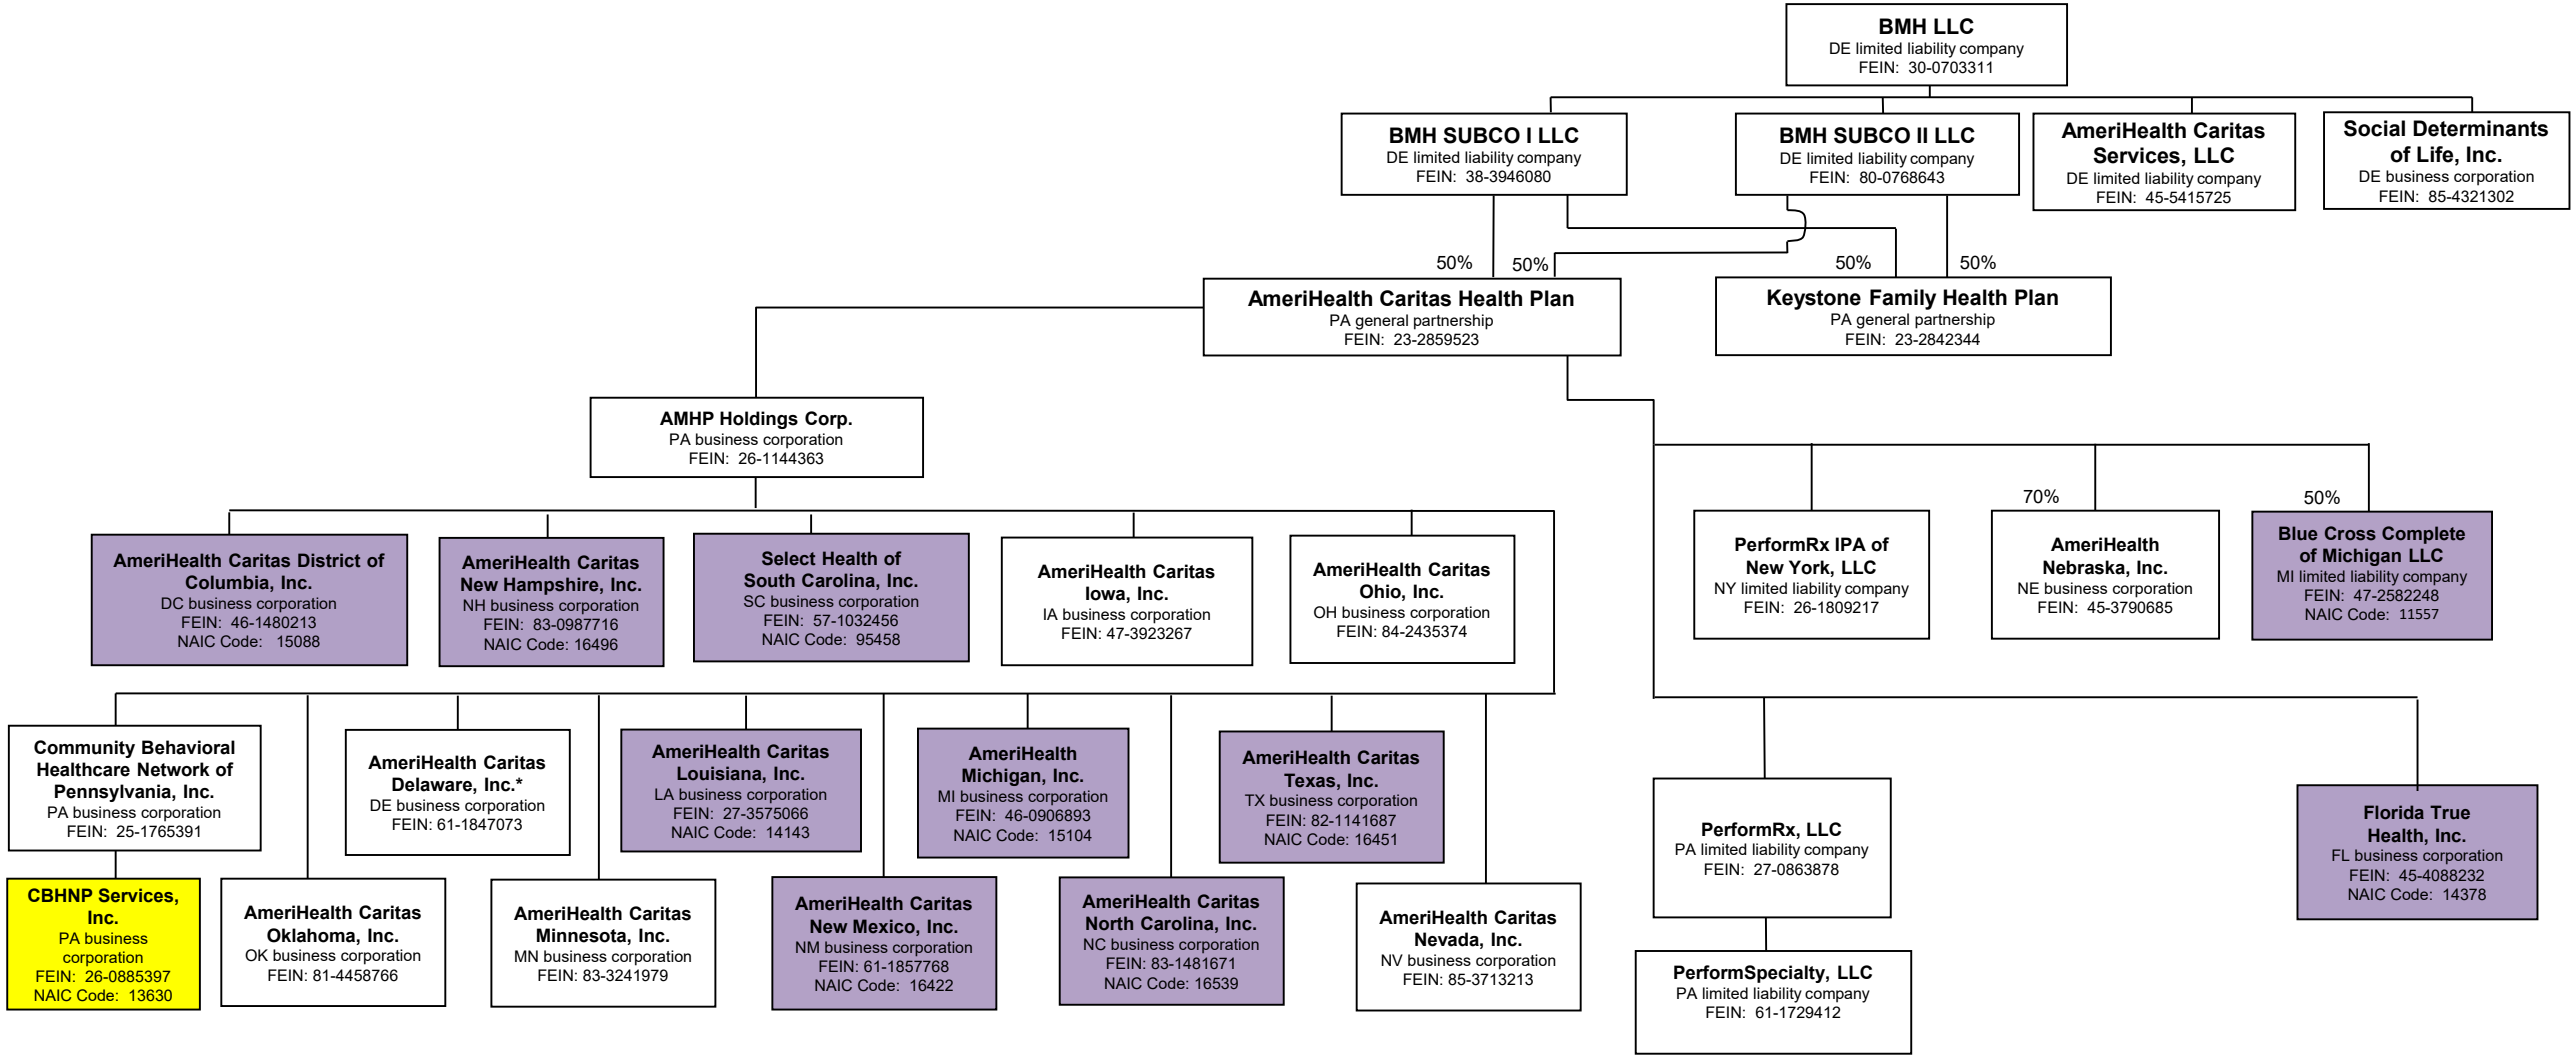 BMH LLC
DE limited liability company
FEIN: 30-0703311
BMH SUBCO I LLC
DE limited liability company
FEIN: 38-3946080
BMH SUBCO II LLC
DE limited liability company
FEIN: 80-0768643
AmeriHealth Caritas
Services, LLC
DE limited liability company
FEIN: 45-5415725
Social Determinants
of Life, Inc.
DE business corporation
FEIN: 85-4321302
50%
50%
50%
50%
AmeriHealth Caritas Health Plan
PA general partnership
FEIN: 23-2859523
Keystone Family Health Plan
PA general partnership
FEIN: 23-2842344
AMHP Holdings Corp.
PA business corporation
FEIN: 26-1144363
70%
50%
AmeriHealth Caritas District of
Columbia, Inc.
DC business corporation
FEIN: 46-1480213
NAIC Code: 15088
AmeriHealth Caritas
New Hampshire, Inc.
NH business corporation
FEIN: 83-0987716
NAIC Code: 16496
Select Health of
South Carolina, Inc.
SC business corporation
FEIN: 57-1032456
NAIC Code: 95458
AmeriHealth Caritas
Iowa, Inc.
IA business corporation
FEIN: 47-3923267
AmeriHealth Caritas
Ohio, Inc.
OH business corporation
FEIN: 84-2435374
PerformRx IPA of
New York, LLC
NY limited liability company
FEIN: 26-1809217
AmeriHealth
Nebraska, Inc.
NE business corporation
FEIN: 45-3790685
Blue Cross Complete
of Michigan LLC
MI limited liability company
FEIN: 47-2582248
NAIC Code: 11557
Community Behavioral
Healthcare Network of
Pennsylvania, Inc.
PA business corporation
FEIN: 25-1765391
AmeriHealth Caritas
Delaware, Inc.*
DE business corporation
FEIN: 61-1847073
AmeriHealth Caritas
Louisiana, Inc.
LA business corporation
FEIN: 27-3575066
NAIC Code: 14143
AmeriHealth
Michigan, Inc.
MI business corporation
FEIN: 46-0906893
NAIC Code: 15104
AmeriHealth Caritas
Texas, Inc.
TX business corporation
FEIN: 82-1141687
NAIC Code: 16451
PerformRx, LLC
PA limited liability company
FEIN: 27-0863878
Florida True
Health, Inc.
FL business corporation
FEIN: 45-4088232
NAIC Code: 14378
CBHNP Services,
Inc.
PA business
corporation
FEIN: 26-0885397
NAIC Code: 13630
AmeriHealth Caritas
Oklahoma, Inc.
OK business corporation
FEIN: 81-4458766
AmeriHealth Caritas
Minnesota, Inc.
MN business corporation
FEIN: 83-3241979
AmeriHealth Caritas
New Mexico, Inc.
NM business corporation
FEIN: 61-1857768
NAIC Code: 16422
AmeriHealth Caritas
North Carolina, Inc.
NC business corporation
FEIN: 83-1481671
NAIC Code: 16539
AmeriHealth Caritas
Nevada, Inc.
NV business corporation
FEIN: 85-3713213
PerformSpecialty, LLC
PA limited liability company
FEIN: 61-1729412